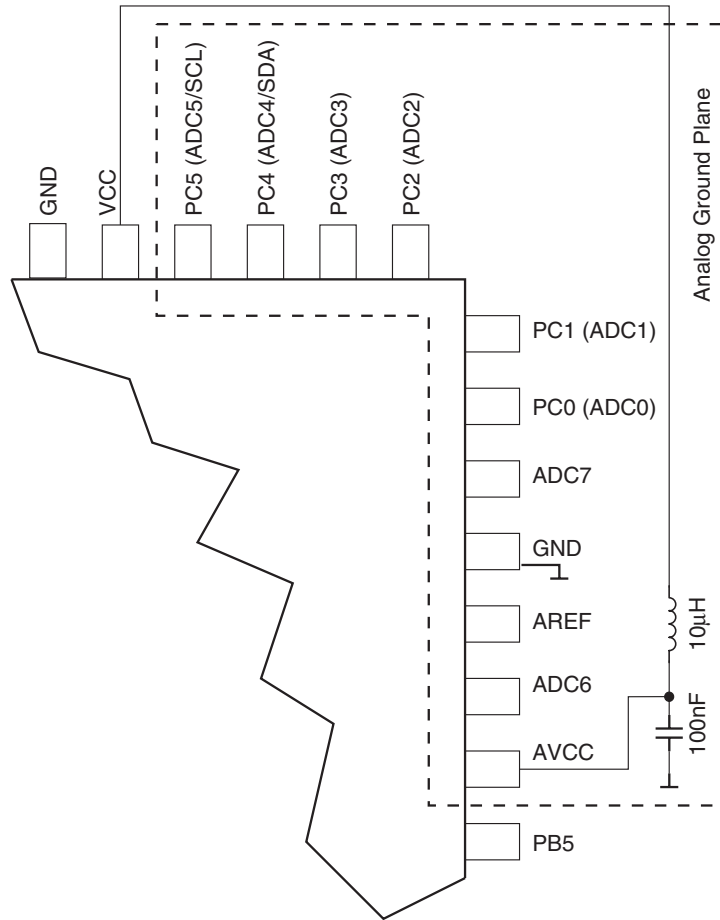 GND
VCC
PC5 (ADC5/SCL)
PC4 (ADC4/SDA)
PC3 (ADC3)
PC2 (ADC2)
Analog Ground Plane
PC1 (ADC1)
PC0 (ADC0)
ADC7
GND
AREF
ADC6
AVCC
PB5
10μH
100nF